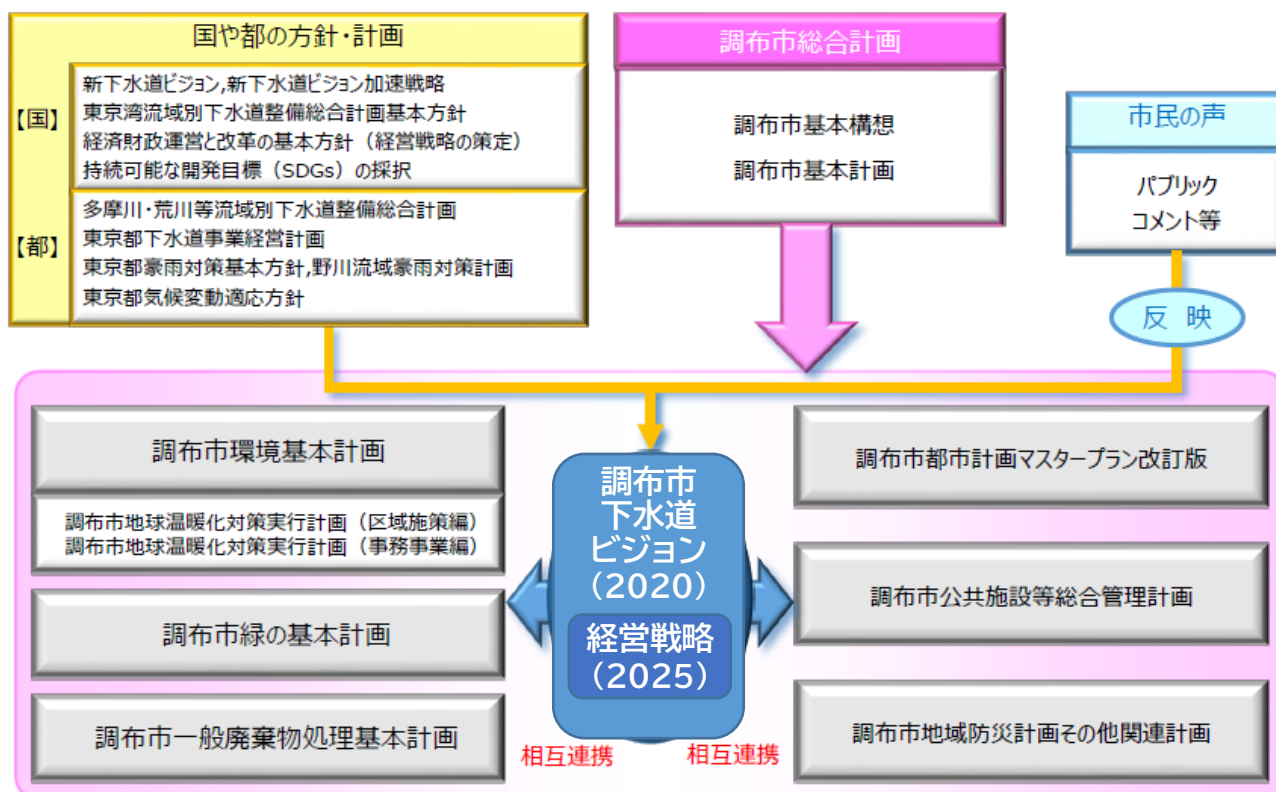 国や都の方針・計画
【国】
新下水道ビジョン,新下水道ビジョン加速戦略
東京湾流域別下水道整備総合計画基本方針
経済財政運営と改革の基本方針（経営戦略の策定）
持続可能な開発目標（SDGs）の採択
【都】
多摩川・荒川等流域別下水道整備総合計画
東京都下水道事業経営計画
東京都豪雨対策基本方針,野川流域豪雨対策計画
東京都気候変動適応方針
調布市総合計画
調布市基本構想
調布市基本計画
市民の声
パブリック
コメント等
反 映
調布市環境基本計画
調布市地球温暖化対策実行計画（区域施策編）
調布市地球温暖化対策実行計画（事務事業編）
調布市緑の基本計画
調布市一般廃棄物処理基本計画
調布市
下水道
ビジョン
（2020）
経営戦略
（2025）
相互連携
相互連携
調布市都市計画マスタープラン改訂版
調布市公共施設等総合管理計画
調布市地域防災計画その他関連計画